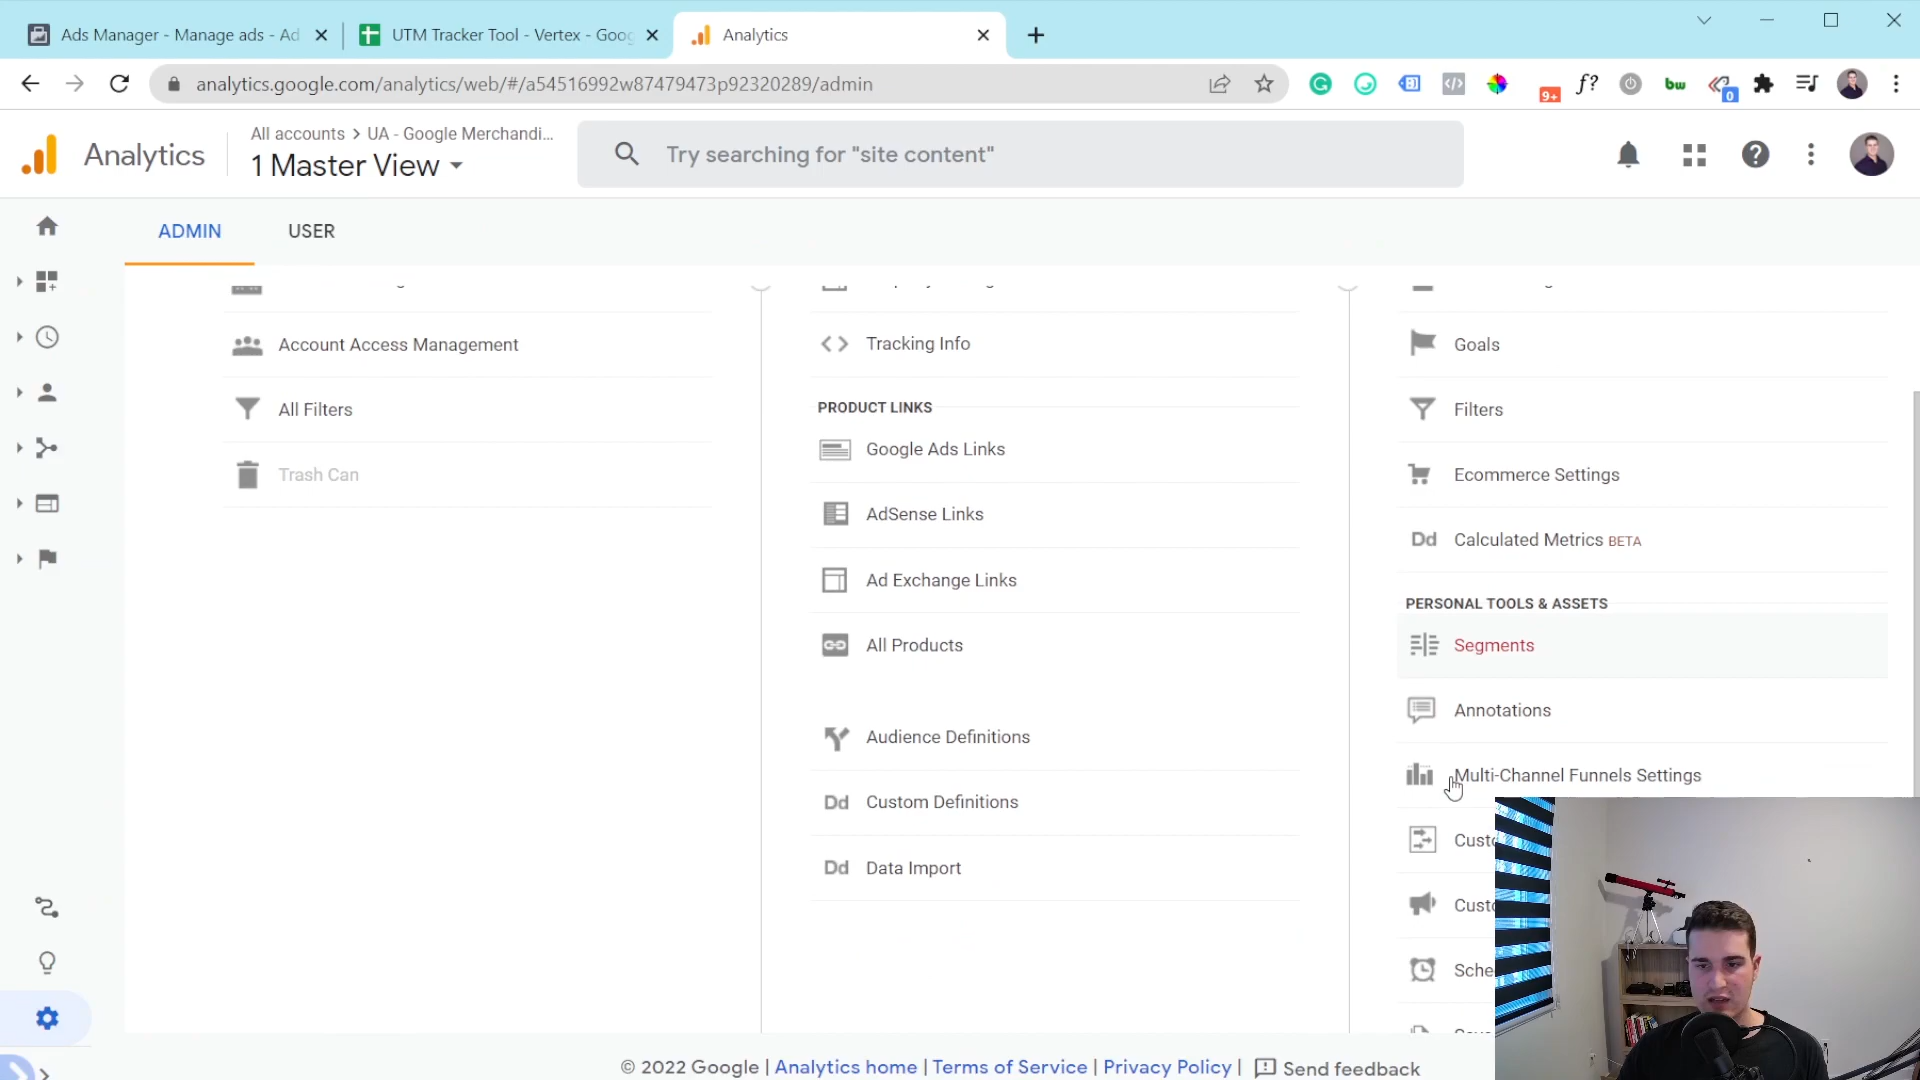 Ads Manager - Manage ads - Ad
UTM Tracker Tool - Vertex - Goog
Analytics
analytics.google.com/analytics/web/#/a54516992w87479473p92320289/admin
9+
f?
bw
0
Analytics
All accounts > UA - Google Merchandi...
1 Master View
Try searching for "site content"
ADMIN
USER
Account Access Management
All Filters
Trash Can
Tracking Info
PRODUCT LINKS
Google Ads Links
AdSense Links
Ad Exchange Links
All Products
Audience Definitions
Dd Custom Definitions
Dd Data Import
Goals
Filters
Ecommerce Settings
Dd Calculated Metrics BETA
PERSONAL TOOLS & ASSETS
Segments
Annotations
Multi-Channel Funnels Settings
Custo
Custo
Sche
© 2022 Google | Analytics home | Terms of Service | Privacy Policy | Send feedback